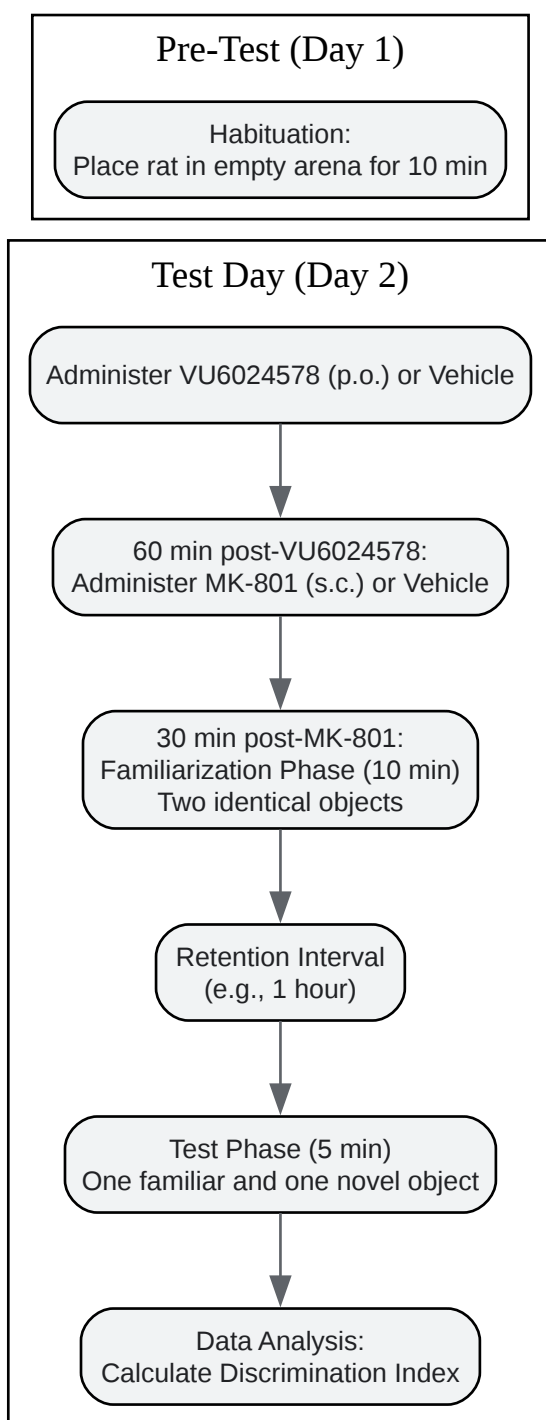 Pre-Test (Day 1)
Habituation:
Place rat in empty arena for 10 min
Test Day (Day 2)
Administer VU6024578 (p.o.) or Vehicle
60 min post-VU6024578:
Administer MK-801 (s.c.) or Vehicle
30 min post-MK-801:
Familiarization Phase (10 min)
Two identical objects
Retention Interval
(e.g., 1 hour)
Test Phase (5 min)
One familiar and one novel object
Data Analysis:
Calculate Discrimination Index